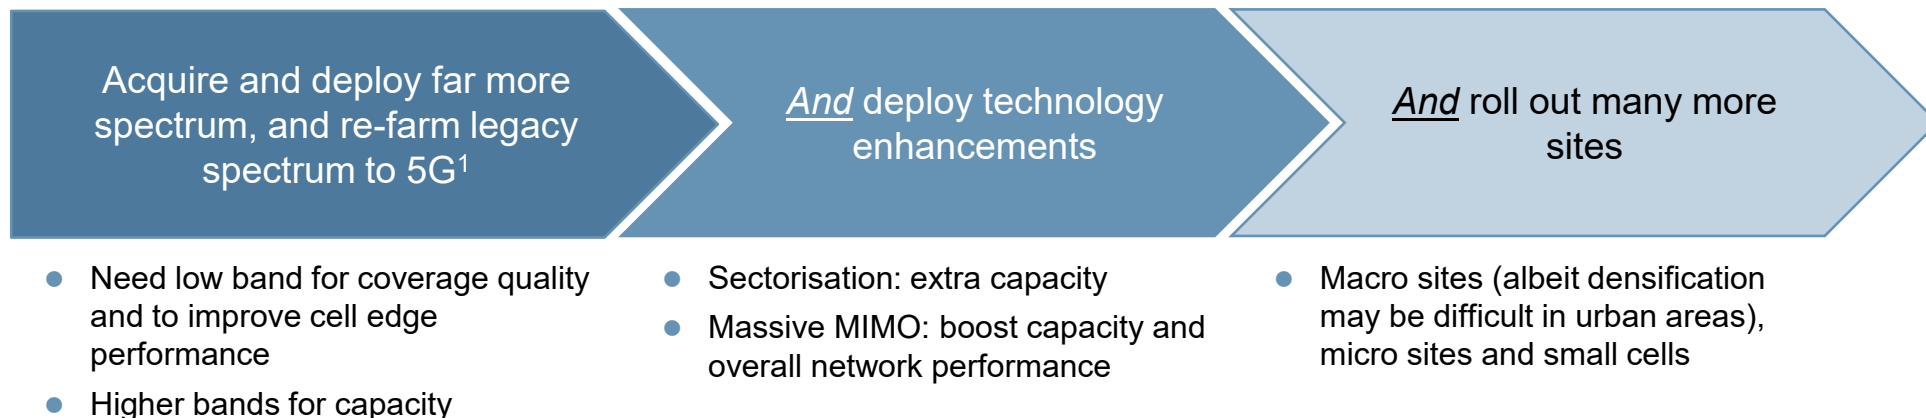 Acquire and deploy far more
spectrum, and re-farm legacy
spectrum to 5G¹
And deploy technology
enhancements
And roll out many more
sites
● Need low band for coverage quality
and to improve cell edge
performance
● Higher bands for capacity
● Sectorisation: extra capacity
● Massive MIMO: boost capacity and
overall network performance
● Macro sites (albeit densification
may be difficult in urban areas),
micro sites and small cells